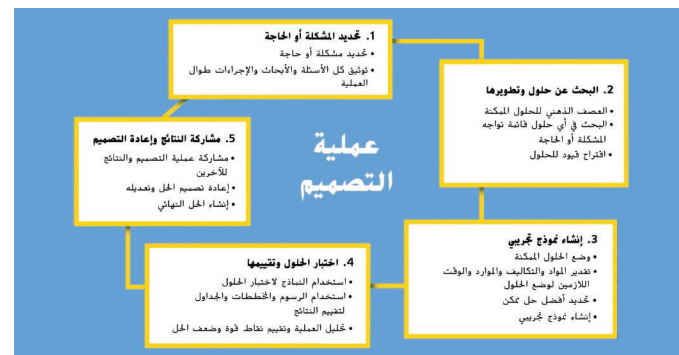 عملية
التصميم
1. تحديد المشكلة أو الحاجة
• تحديد مشكلة أو حاجة
• توثيق كل الأسئلة والأبحاث والإجراءات طوال
العملية
2. البحث عن حلول وتطويرها
• العصف الذهني للحلول الممكنة
• البحث في أي حلول قائمة تواجه
المشكلة أو الحاجة
• اقتراح قيود للحلول
3. إنشاء نموذج تجريبي
• وضع الحلول الممكنة
• تقدير المواد والتكاليف والموارد والوقت
اللازمين لوضع الحلول
• تحديد أفضل حل ممكن
• إنشاء نموذج تجريبي
4. اختبار الحلول وتقييمها
• استخدام النماذج لاختبار الحلول
• استخدام الرسوم والمخططات والجداول
لتقييم النتائج
• تحليل العملية وتقييم نقاط قوة وضعف الحل
5. مشاركة النتائج وإعادة التصميم
• مشاركة عملية التصميم والنتائج
للآخرين
• إعادة تصميم الحل وتعديله
• إنشاء الحل النهائي